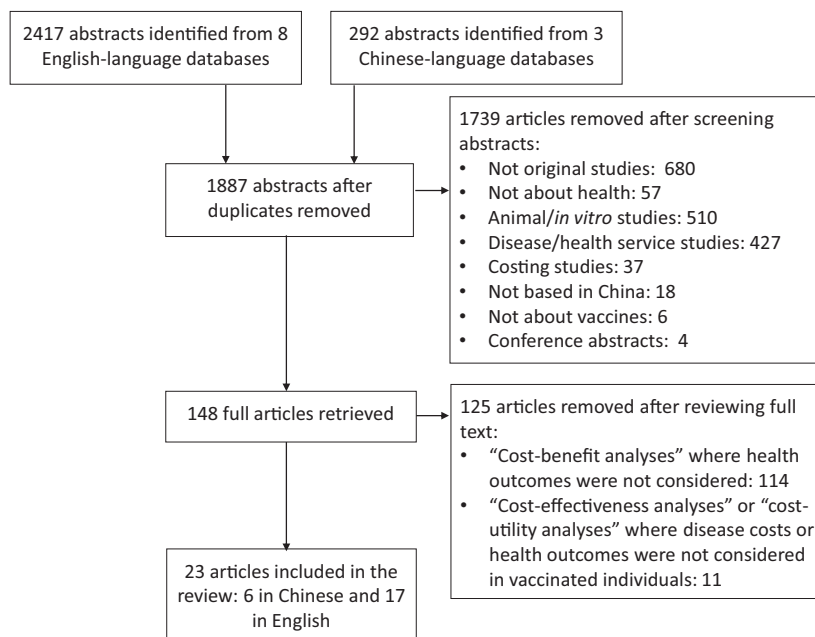 2417 abstracts identified from 8
English-language databases
292 abstracts identified from 3
Chinese-language databases
1887 abstracts after
duplicates removed
1739 articles removed after screening
abstracts:
• Not original studies: 680
• Not about health: 57
• Animal/in vitro studies: 510
• Disease/health service studies: 427
• Costing studies: 37
• Not based in China: 18
• Not about vaccines: 6
• Conference abstracts: 4
148 full articles retrieved
125 articles removed after reviewing full
text:
• “Cost-benefit analyses” where health
outcomes were not considered: 114
• “Cost-effectiveness analyses” or “cost-
utility analyses” where disease costs or
health outcomes were not considered
in vaccinated individuals: 11
23 articles included in the
review: 6 in Chinese and 17
in English